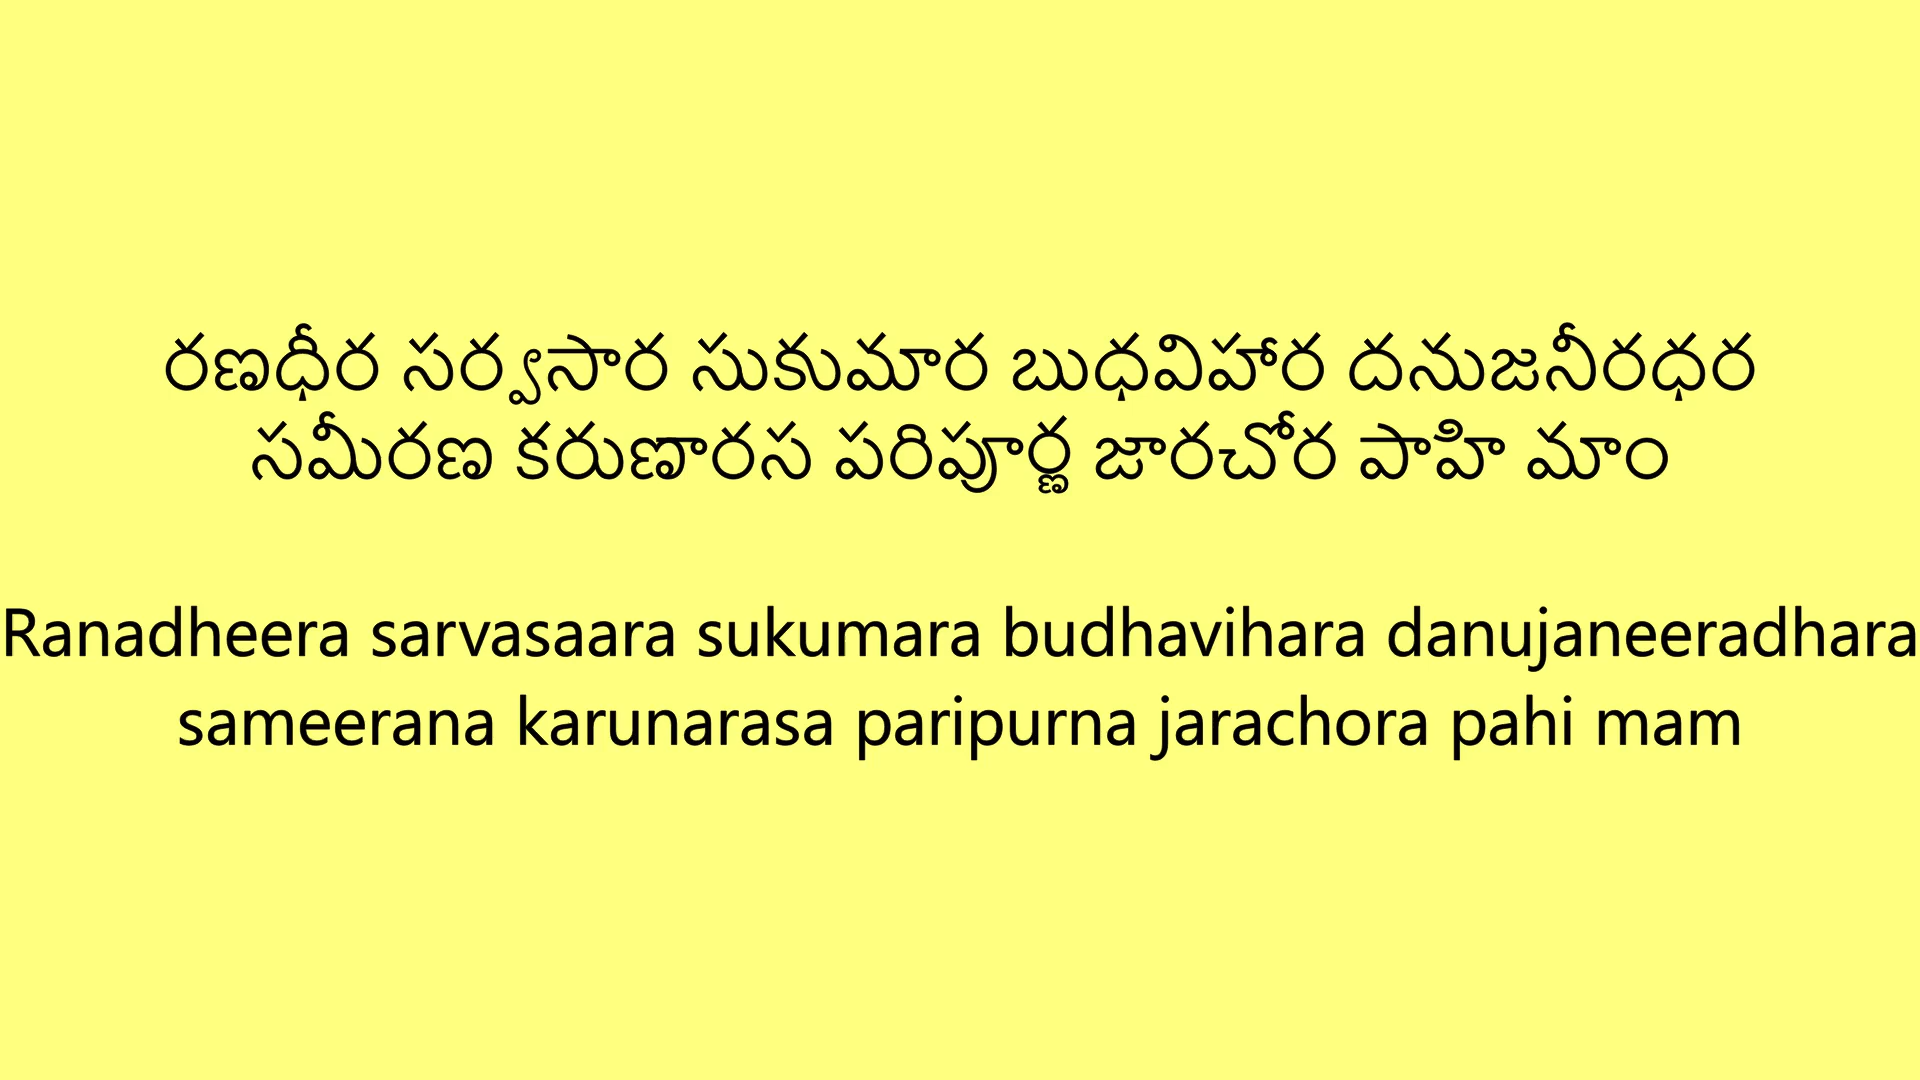 రణధీర సర్వసార సుకుమార బుధవిహార దనుజనీరధర
సమీరణ కరుణారస పరిపూర్ణ జారచోర పాహి మాం
Ranadheera sarvasaara sukumara budhavihara danujaneeradhara
sameerana karunarasa paripurna jarachora pahi mam